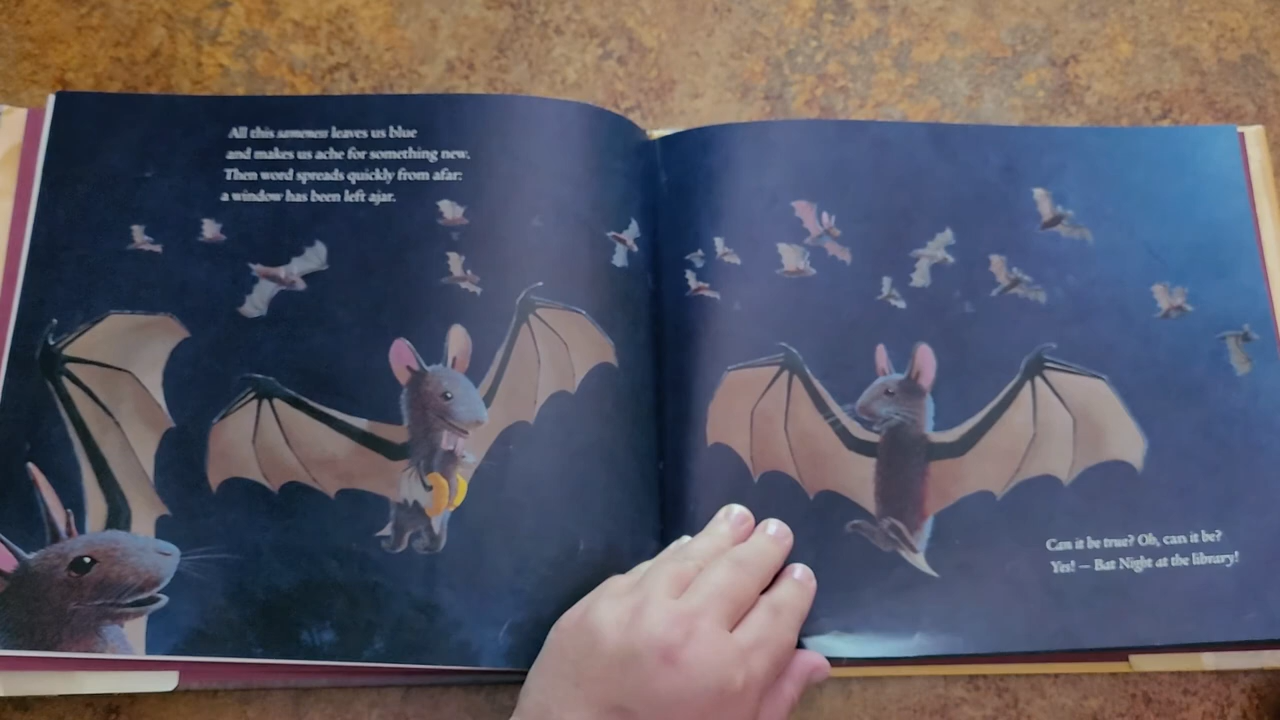 All this sameness leaves us blue
and makes us ache for something new.
Then word spreads quickly from afar:
a window has been left ajar.
Can it be true? Oh, can it be?
Yes! — Bat Night at the library!